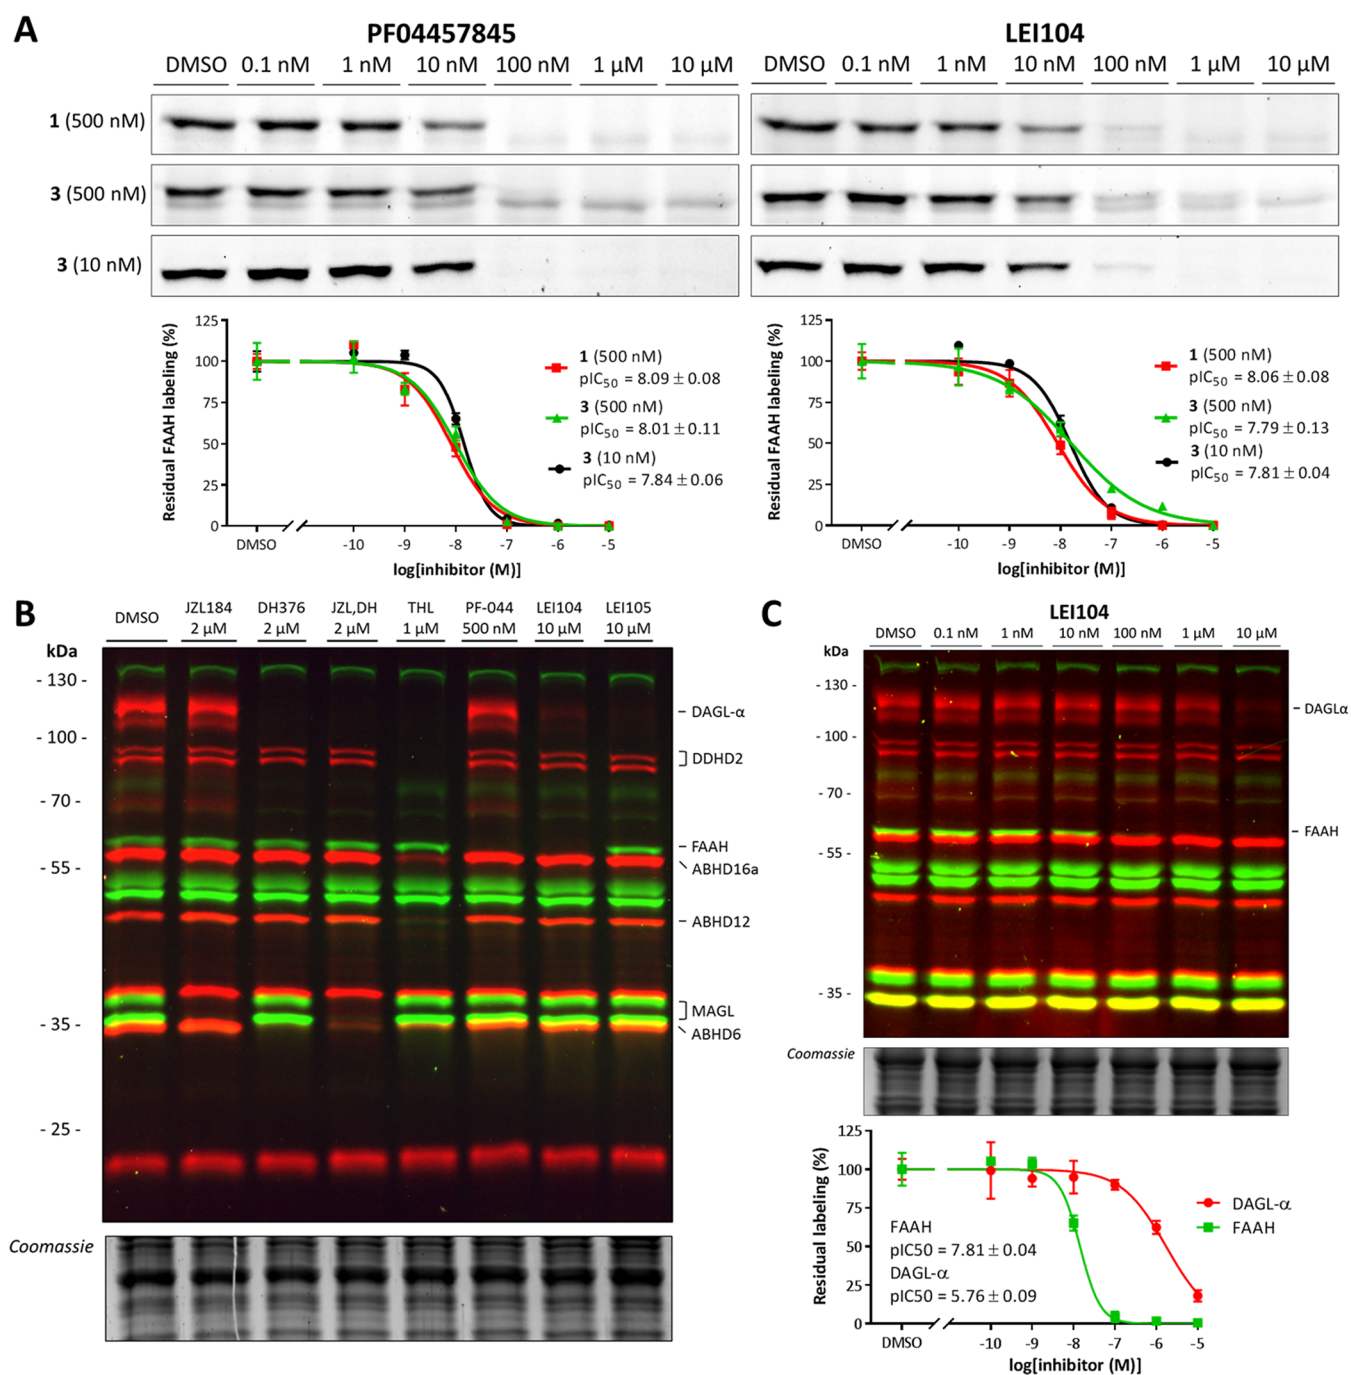 A
PF04457845
LEI104
DMSO 0.1 nM 1 nM 10 nM 100 nM 1 µM 10 µM
DMSO 0.1 nM 1 nM 10 nM 100 nM 1 µM 10 µM
1 (500 nM)
3 (500 nM)
3 (10 nM)
Residual FAAH labeling (%)
125
100
75
50
25
0
DMSO -10 -9 -8 -7 -6 -5
log[inhibitor (M)]
1 (500 nM)
pIC50 = 8.09 ± 0.08
3 (500 nM)
pIC50 = 8.01 ± 0.11
3 (10 nM)
pIC50 = 7.84 ± 0.06
Residual FAAH labeling (%)
125
100
75
50
25
0
DMSO -10 -9 -8 -7 -6 -5
log[inhibitor (M)]
1 (500 nM)
pIC50 = 8.06 ± 0.08
3 (500 nM)
pIC50 = 7.79 ± 0.13
3 (10 nM)
pIC50 = 7.81 ± 0.04
B
DMSO JZL184 DH376 JZL,DH THL PF-044 LEI104 LEI105
2 µM 2 µM 2 µM 1 µM 500 nM 10 µM 10 µM
kDa
- 130 -
- 100 -
- 70 -
- 55 -
- 35 -
- 25 -
DAGL-α
DDHD2
FAAH
ABHD16a
ABHD12
MAGL
ABHD6
Coomassie
C
LEI104
DMSO 0.1 nM 1 nM 10 nM 100 nM 1 µM 10 µM
kDa
- 130 -
- 100 -
- 70 -
- 55 -
- 35 -
DAGLα
FAAH
Coomassie
Residual labeling (%)
125
100
75
50
25
0
FAAH
pIC50 = 7.81 ± 0.04
DAGL-α
pIC50 = 5.76 ± 0.09
DAGL-α
FAAH
DMSO -10 -9 -8 -7 -6 -5
log[inhibitor (M)]